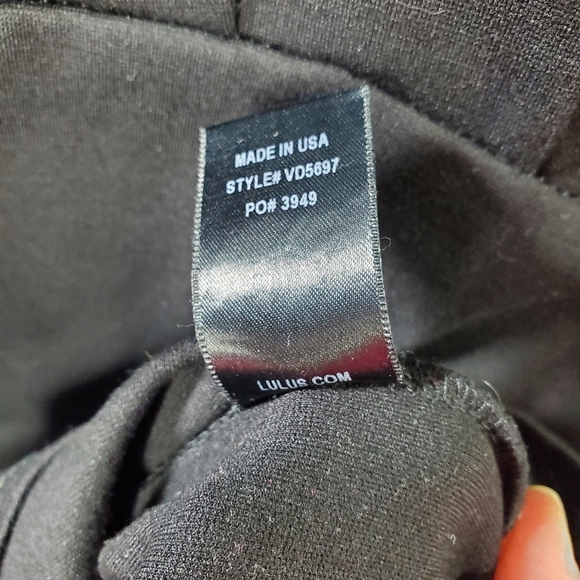 MADE IN USA
STYLE# VD5697
PO# 3949
LULUS.COM